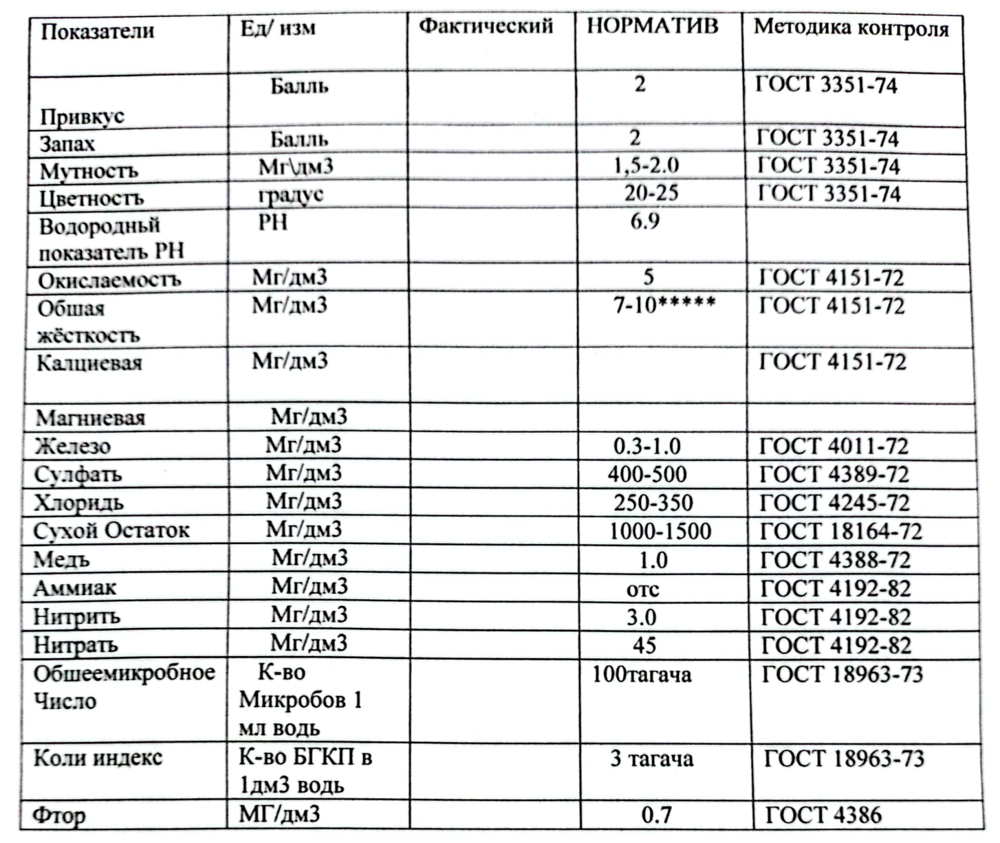 Показатели Ед/ изм Фактический НОРМАТИВ Методика контроля
Балль 2 ГОСТ 3351-74
Привкус
Запах Балль 2 ГОСТ 3351-74
Мутность Мг\дм3 1,5-2.0 ГОСТ 3351-74
Цветность градус 20-25 ГОСТ 3351-74
Водородньй РН 6.9
показатель РН
Окислаемость Мг/дм3 5 ГОСТ 4151-72
Обшая Мг/дм3 7-10***** ГОСТ 4151-72
жёсткость
Калциевая Мг/дм3 ГОСТ 4151-72
Магниевая Мг/дм3
Железо Мг/дм3 0.3-1.0 ГОСТ 4011-72
Сулфать Мг/дм3 400-500 ГОСТ 4389-72
Хлоридь Мг/дм3 250-350 ГОСТ 4245-72
Сухой Остаток Мг/дм3 1000-1500 ГОСТ 18164-72
Медь Мг/дм3 1.0 ГОСТ 4388-72
Аммиак Мг/дм3 отс ГОСТ 4192-82
Нитрить Мг/дм3 3.0 ГОСТ 4192-82
Нитрать Мг/дм3 45 ГОСТ 4192-82
Обшеемикробное К-во 100тагача ГОСТ 18963-73
Число Микробов 1
мл водь
Коли индекс К-во БГКП в 3 тагача ГОСТ 18963-73
1дм3 водь
Фтор МГ/дм3 0.7 ГОСТ 4386